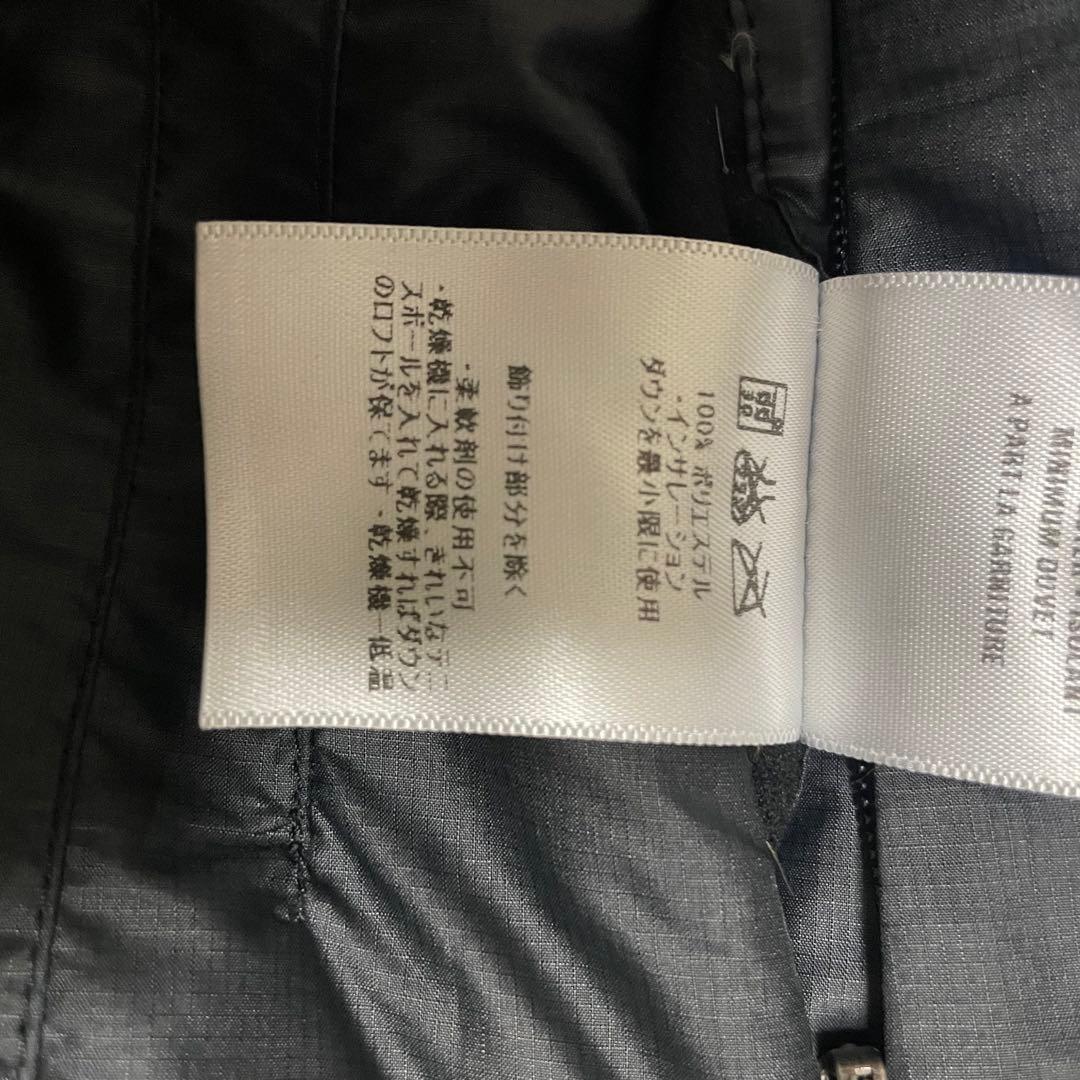 ISOLANT
MINIMUM DUVET
A PART LA GARNITURE
100% ポリエステル
・インサレーション
ダウンを最小限に使用
飾り付け部分を除く
・柔軟剤の使用不可
・乾燥機に入れる際、きれいなテニ
スボールを入れて乾燥すればダウン
のロフトが保てます・乾燥機ー低温